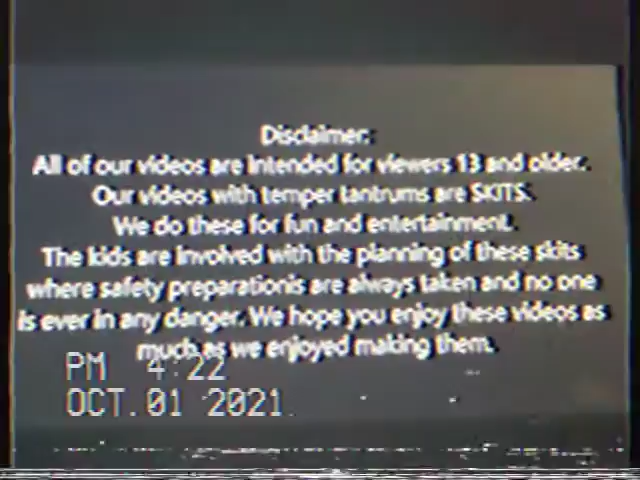 Disclaimer:
All of our videos are intended for viewers 13 and older.
Our videos with temper tantrums are SKITS.
We do these for fun and entertainment.
The kids are involved with the planning of these skits
where safety preparationis are always taken and no one
is ever in any danger. We hope you enjoy these videos as
much as we enjoyed making them.
PM 4:22
OCT.01 2021